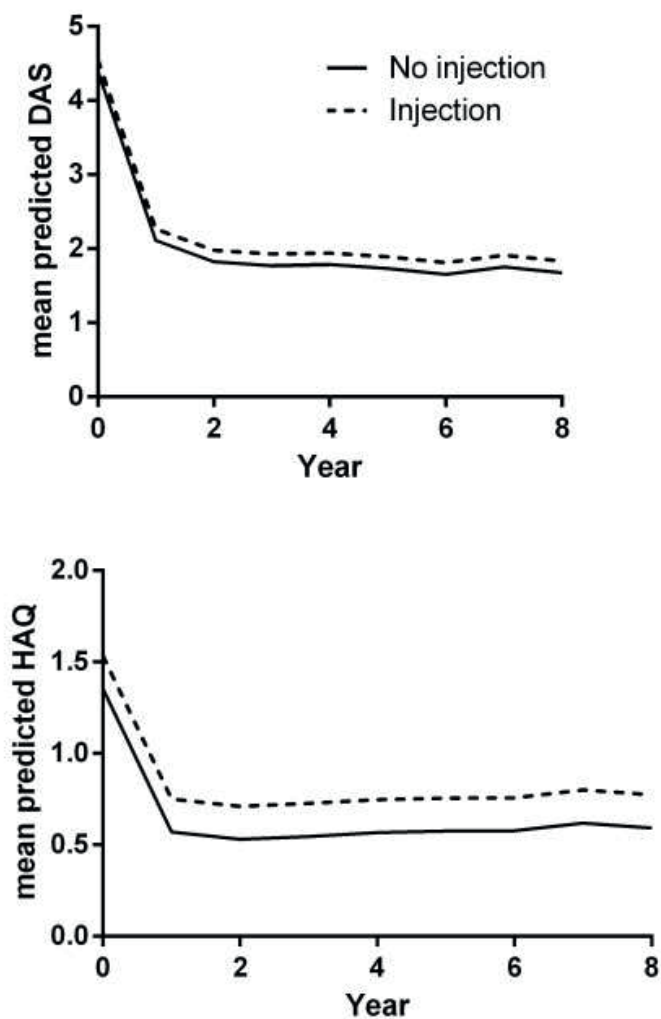 5
No injection
4
Injection
3
2
1
0
0 2 4 6 8
mean predicted DAS
Year
2.0
1.5
1.0
0.5
0.0
0 2 4 6 8
mean predicted HAQ
Year